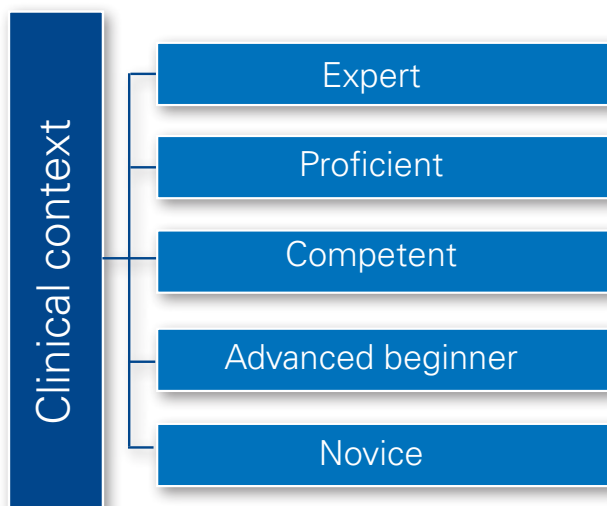 Clinical context
Expert
Proficient
Competent
Advanced beginner
Novice